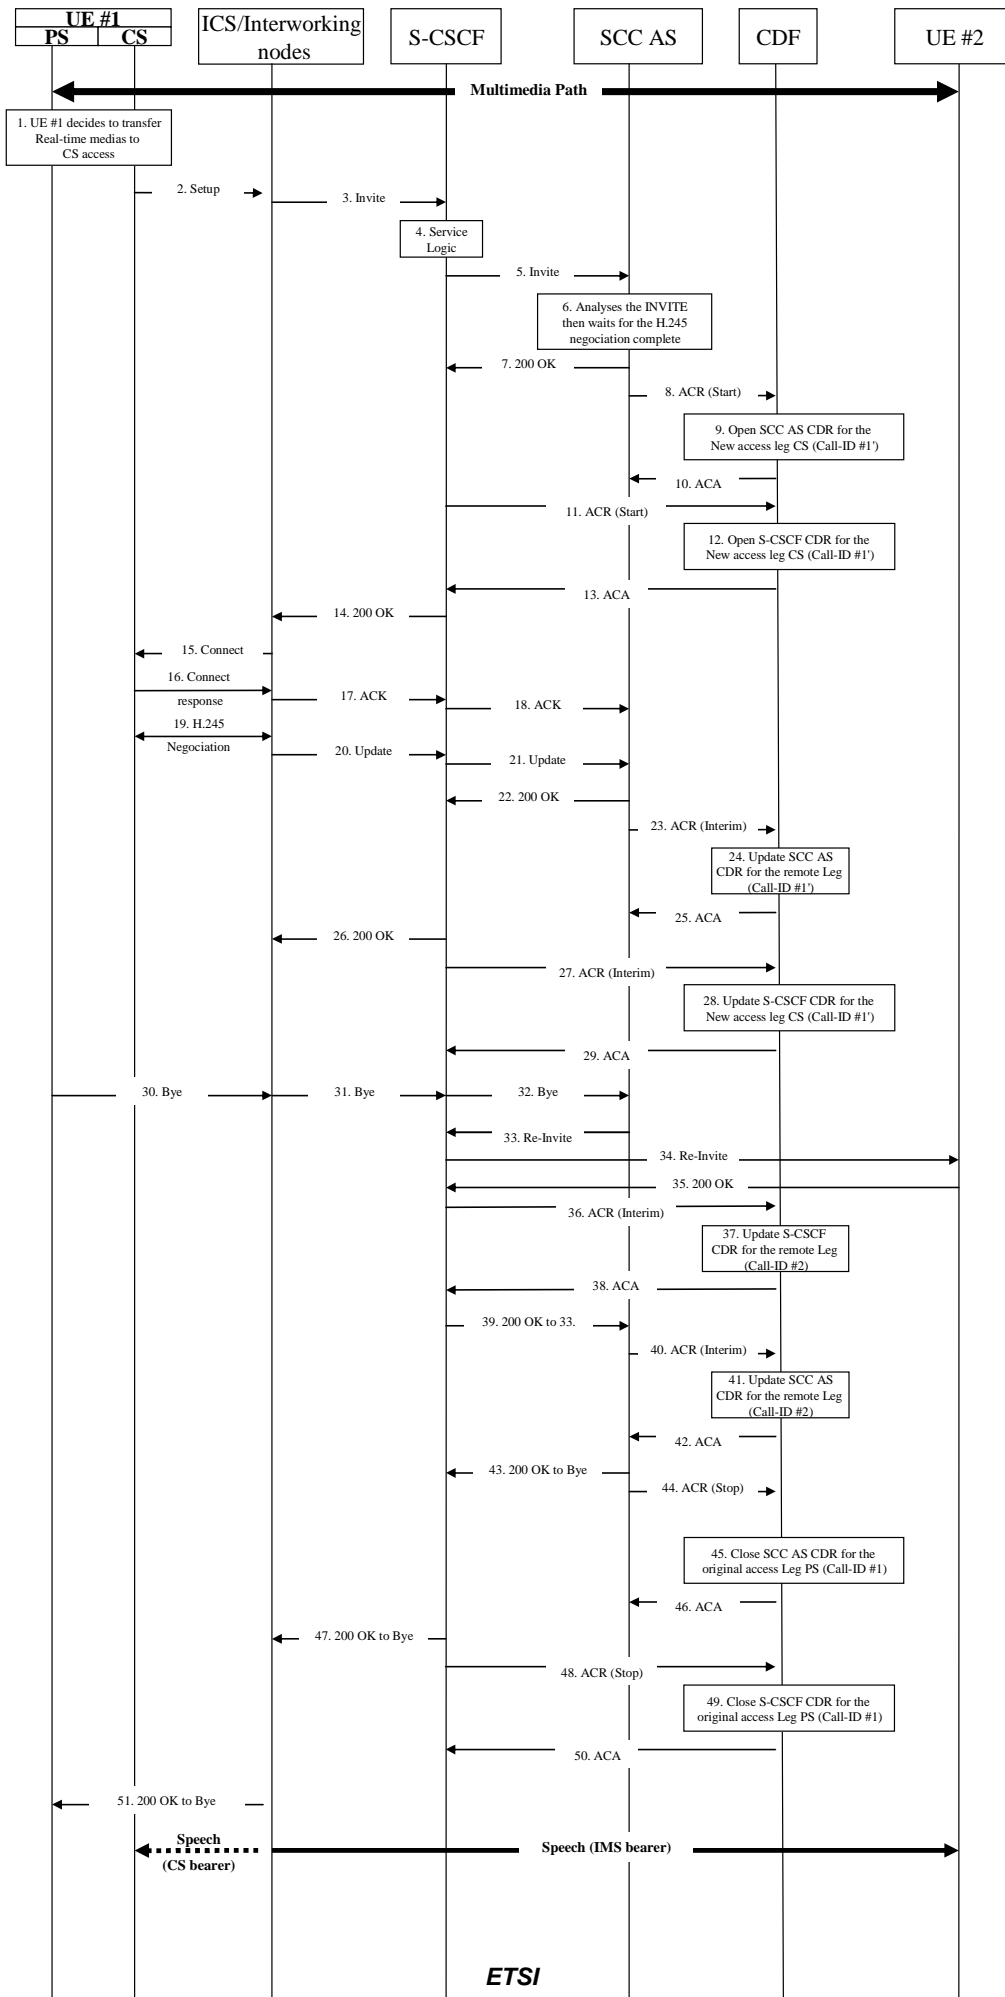 UE #1
PS CS
ICS/Interworking
nodes
S-CSCF
SCC AS
CDF
UE #2
Multimedia Path
1. UE #1 decides to transfer
Real-time medias to
CS access
2. Setup
3. Invite
4. Service
Logic
5. Invite
6. Analyses the INVITE
then waits for the H.245
negociation complete
7. 200 OK
8. ACR (Start)
9. Open SCC AS CDR for the
New access leg CS (Call-ID #1')
10. ACA
11. ACR (Start)
12. Open S-CSCF CDR for the
New access leg CS (Call-ID #1')
13. ACA
14. 200 OK
15. Connect
16. Connect
response
17. ACK
18. ACK
19. H.245
Negociation
20. Update
21. Update
22. 200 OK
23. ACR (Interim)
24. Update SCC AS
CDR for the remote Leg
(Call-ID #1')
25. ACA
26. 200 OK
27. ACR (Interim)
28. Update S-CSCF CDR for the
New access leg CS (Call-ID #1')
29. ACA
30. Bye
31. Bye
32. Bye
33. Re-Invite
34. Re-Invite
35. 200 OK
36. ACR (Interim)
37. Update S-CSCF
CDR for the remote Leg
(Call-ID #2)
38. ACA
39. 200 OK to 33.
40. ACR (Interim)
41. Update SCC AS
CDR for the remote Leg
(Call-ID #2)
42. ACA
43. 200 OK to Bye
44. ACR (Stop)
45. Close SCC AS CDR for the
original access Leg PS (Call-ID #1)
46. ACA
47. 200 OK to Bye
48. ACR (Stop)
49. Close S-CSCF CDR for the
original access Leg PS (Call-ID #1)
50. ACA
51. 200 OK to Bye
Speech
(CS bearer)
Speech (IMS bearer)
ETSI